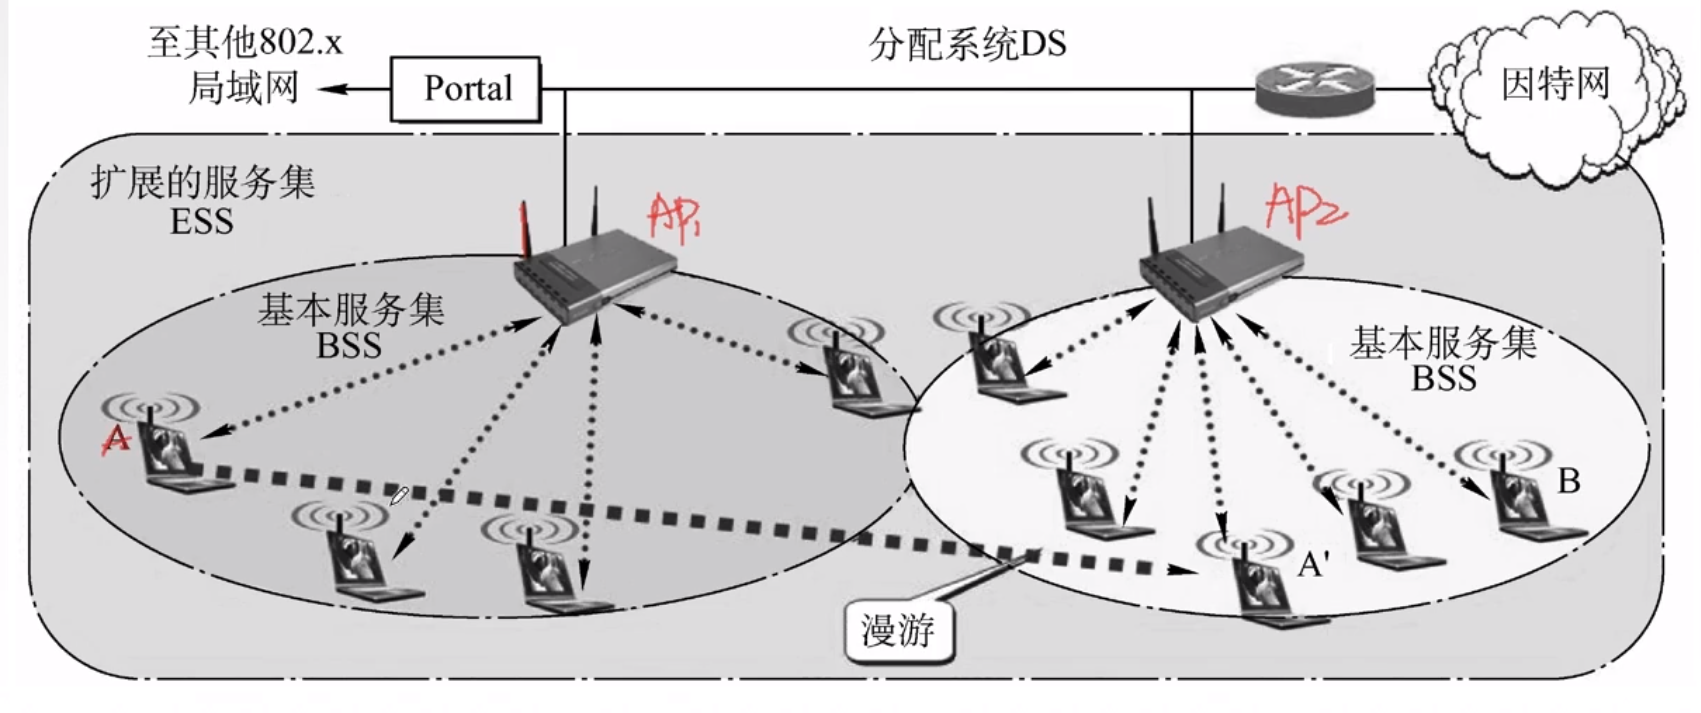 至其他802.x
局域网
Portal
分配系统DS
因特网
扩展的服务集
ESS
AP1
AP2
基本服务集
BSS
基本服务集
BSS
A
B
A'
漫游